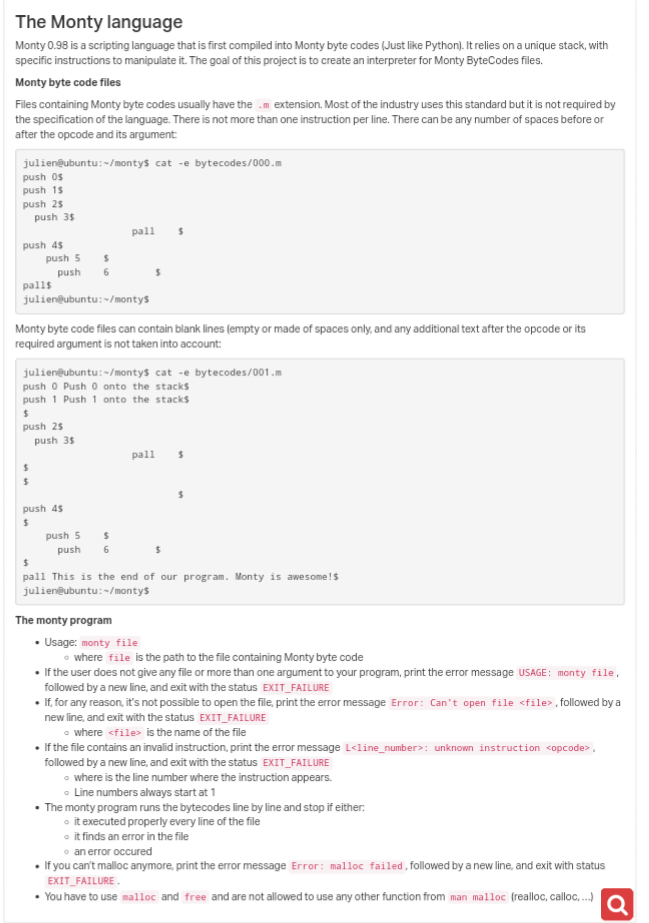 The Monty language
Monty 0.98 is a scripting language that is first compiled into Monty byte codes (Just like Python). It relies on a unique stack, with
specific instructions to manipulate it. The goal of this project is to create an interpreter for Monty ByteCodes files.
Monty byte code files
Files containing Monty byte codes usually have the .m extension. Most of the industry uses this standard but it is not required by
the specification of the language. There is not more than one instruction per line. There can be any number of spaces before or
after the opcode and its argument:
julien@ubuntu:~/monty$ cat -e bytecodes/000.m
push 0$
push 1$
push 2$
  push 3$
                   pall    $
push 4$
    push 5    $
      push    6        $
pall$
julien@ubuntu:~/monty$
Monty byte code files can contain blank lines (empty or made of spaces only, and any additional text after the opcode or its
required argument is not taken into account:
julien@ubuntu:~/monty$ cat -e bytecodes/001.m
push 0 Push 0 onto the stack$
push 1 Push 1 onto the stack$
$
push 2$
  push 3$
                   pall    $
$
$
                           $
push 4$
$
    push 5    $
      push    6        $
$
pall This is the end of our program. Monty is awesome!$
julien@ubuntu:~/monty$
The monty program
• Usage: monty file
◦ where file is the path to the file containing Monty byte code
• If the user does not give any file or more than one argument to your program, print the error message USAGE: monty file,
followed by a new line, and exit with the status EXIT_FAILURE
• If, for any reason, it's not possible to open the file, print the error message Error: Can't open file <file>, followed by a
new line, and exit with the status EXIT_FAILURE
◦ where <file> is the name of the file
• If the file contains an invalid instruction, print the error message L<line_number>: unknown instruction <opcode>,
followed by a new line, and exit with the status EXIT_FAILURE
◦ where is the line number where the instruction appears.
◦ Line numbers always start at 1
• The monty program runs the bytecodes line by line and stop if either:
◦ it executed properly every line of the file
◦ it finds an error in the file
◦ an error occured
• If you can't malloc anymore, print the error message Error: malloc failed, followed by a new line, and exit with status
EXIT_FAILURE.
• You have to use malloc and free and are not allowed to use any other function from man malloc (realloc, calloc, …)